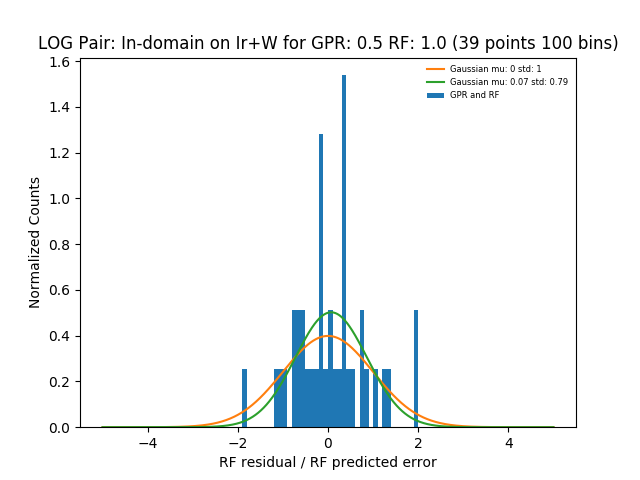 LOG Pair: In-domain on Ir+W for GPR: 0.5 RF: 1.0 (39 points 100 bins)
Gaussian mu: 0 std: 1
Gaussian mu: 0.07 std: 0.79
GPR and RF
Normalized Counts
1.6
1.4
1.2
1.0
0.8
0.6
0.4
0.2
0.0
−4 −2 0 2 4
RF residual / RF predicted error